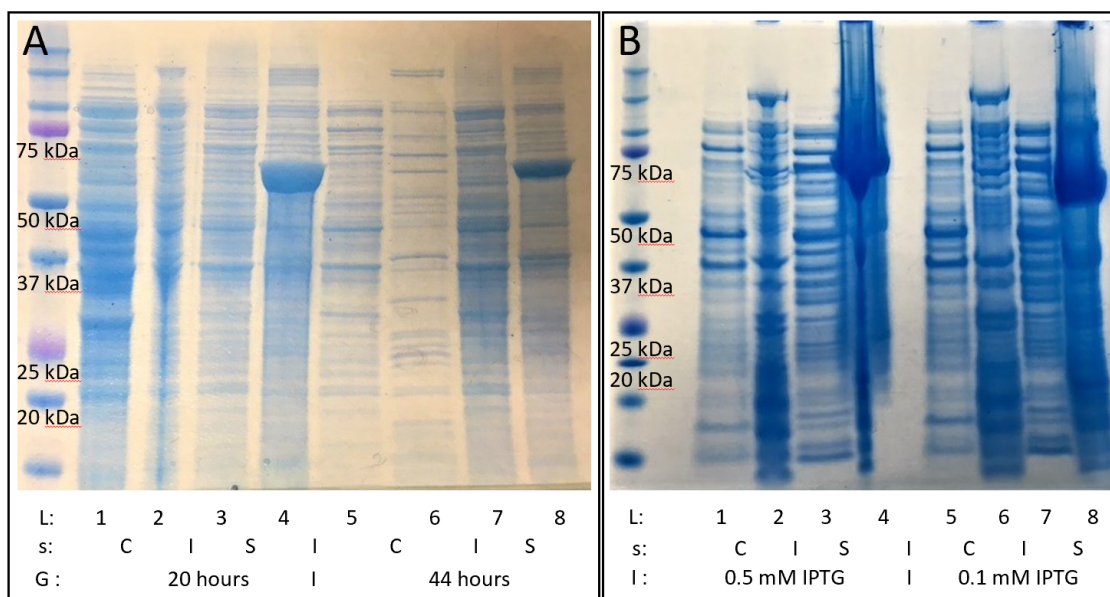 A
75 kDa
50 kDa
37 kDa
25 kDa
20 kDa
L: 1 2 3 4 5 6 7 8
s: C I S I C I S
G : 20 hours I 44 hours
B
75 kDa
50 kDa
37 kDa
25 kDa
20 kDa
L: 1 2 3 4 5 6 7 8
s: C I S I C I S
I : 0.5 mM IPTG I 0.1 mM IPTG